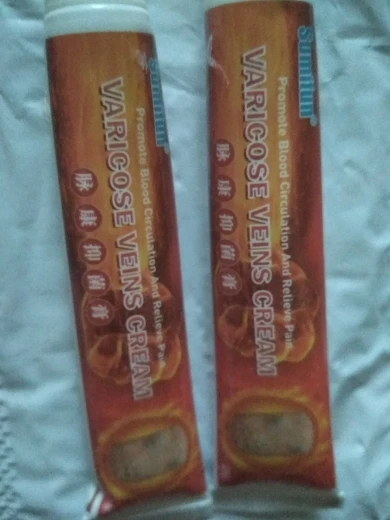 Sumifun®
Promote Blood Circulation And Relieve Pain
VARICOSE VEINS CREAM
脉康抑菌膏
Sumifun®
Promote Blood Circulation And Relieve Pain
VARICOSE VEINS CREAM
脉康抑菌膏